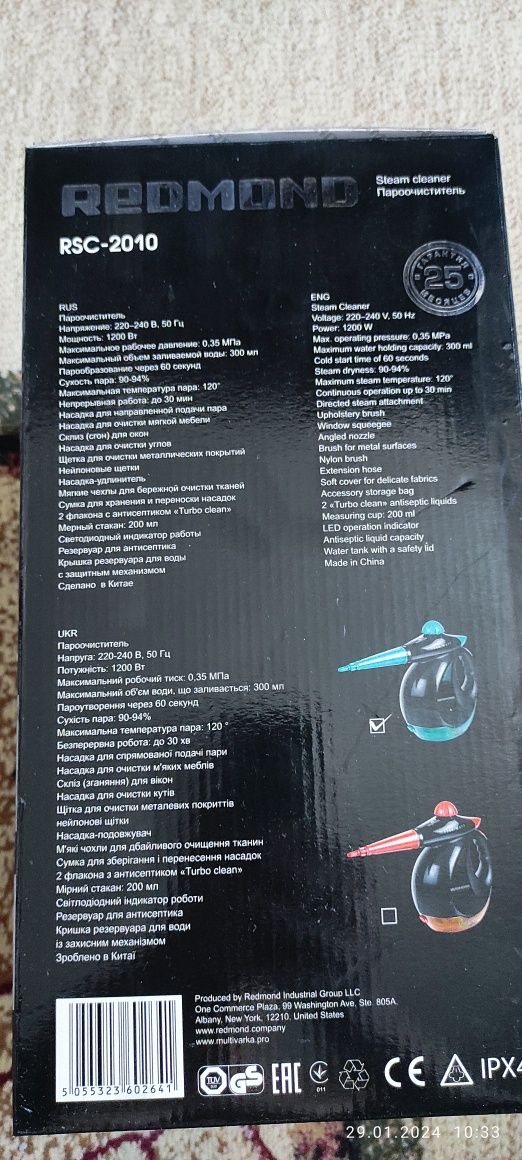 REDMOND
Steam cleaner
Пароочиститель
RSC-2010
ГАРАНТИЯ
25
МЕСЯЦЕВ
RUS
Пароочиститель
Напряжение: 220–240 В, 50 Гц
Мощность: 1200 Вт
Максимальное рабочее давление: 0,35 МПа
Максимальный объем заливаемой воды: 300 мл
Парообразование через 60 секунд
Сухость пара: 90-94%
Максимальная температура пара: 120°
Непрерывная работа: до 30 мин
Насадка для направленной подачи пара
Насадка для очистки мягкой мебели
Склиз (сгон) для окон
Насадка для очистки углов
Щетка для очистки металлических покрытий
Нейлоновые щетки
Насадка-удлинитель
Мягкие чехлы для бережной очистки тканей
Сумка для хранения и переноски насадок
2 флакона с антисептиком «Turbo clean»
Мерный стакан: 200 мл
Светодиодный индикатор работы
Резервуар для антисептика
Крышка резервуара для воды
с защитным механизмом
Сделано в Китае
ENG
Steam Cleaner
Voltage: 220–240 V, 50 Hz
Power: 1200 W
Max. operating pressure: 0,35 MPa
Maximum water holding capacity: 300 ml
Cold start time of 60 seconds
Steam dryness: 90-94%
Maximum steam temperature: 120°
Continuous operation up to 30 min
Directed steam attachment
Upholstery brush
Window squeegee
Angled nozzle
Brush for metal surfaces
Nylon brush
Extension hose
Soft cover for delicate fabrics
Accessory storage bag
2 «Turbo clean» antiseptic liquids
Measuring cup: 200 ml
LED operation indicator
Antiseptic liquid capacity
Water tank with a safety lid
Made in China
UKR
Пароочиститель
Напруга: 220-240 В, 50 Гц
Потужність: 1200 Вт
Максимальний робочий тиск: 0,35 МПа
Максимальний об'єм води, що заливається: 300 мл
Пароутворення через 60 секунд
Сухість пара: 90-94%
Максимальна температура пара: 120 °
Безперервна робота: до 30 хв
Насадка для спрямованої подачі пари
Насадка для очистки м'яких меблів
Скліз (зганяння) для вікон
Насадка для очистки кутів
Щітка для очистки металевих покриттів
нейлонові щітки
Насадка-подовжувач
М'які чохли для дбайливого очищення тканин
Сумка для зберігання і перенесення насадок
2 флакона з антисептиком «Turbo clean»
Мірний стакан: 200 мл
Світлодіодний індикатор роботи
Резервуар для антисептика
Кришка резервуара для води
із захисним механізмом
Зроблено в Китаї
Produced by Redmond Industrial Group LLC
One Commerce Plaza, 99 Washington Ave, Ste. 805A,
Albany, New York, 12210, United States
www.redmond.company
www.multivarka.pro
5 055323 602641
TÜV GS EAC 011 CE IPX4
29.01.2024 10:33